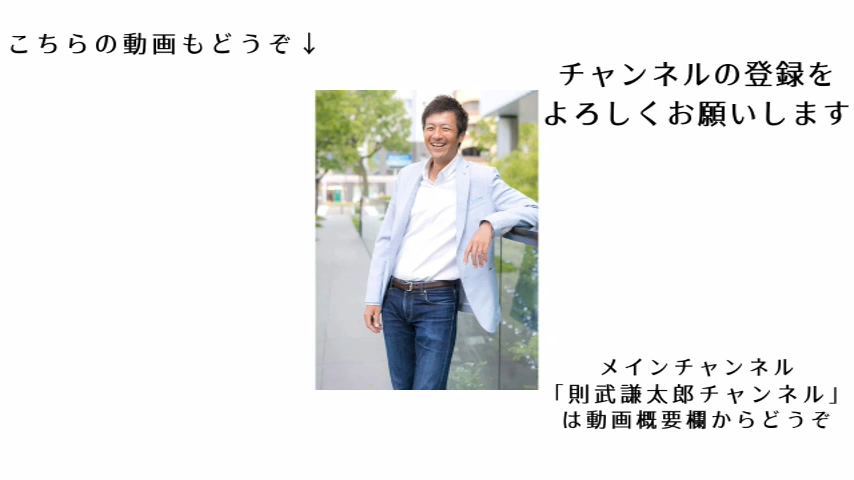 こちらの動画もどうぞ↓
チャンネルの登録を
よろしくお願いします
メインチャンネル
「則武謙太郎チャンネル」
は動画概要欄からどうぞ